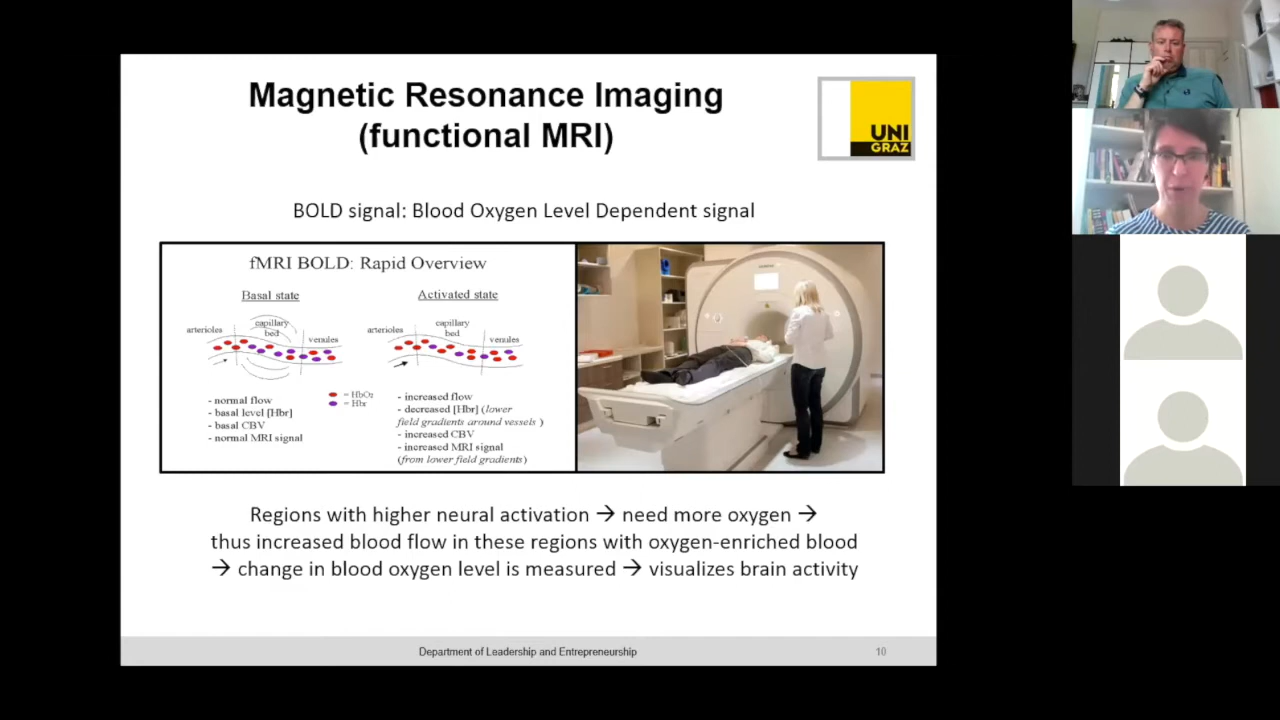 Magnetic Resonance Imaging
(functional MRI)
UNI
GRAZ
BOLD signal: Blood Oxygen Level Dependent signal
fMRI BOLD: Rapid Overview
Basal state
Activated state
arterioles
capillary
bed
venules
arterioles
capillary
bed
venules
= HbO₂
= Hbr
- normal flow
- basal level [Hbr]
- basal CBV
- normal MRI signal
- increased flow
- decreased [Hbr] (lower
field gradients around vessels )
- increased CBV
- increased MRI signal
(from lower field gradients)
Regions with higher neural activation → need more oxygen →
thus increased blood flow in these regions with oxygen-enriched blood
→ change in blood oxygen level is measured → visualizes brain activity
Department of Leadership and Entrepreneurship
10